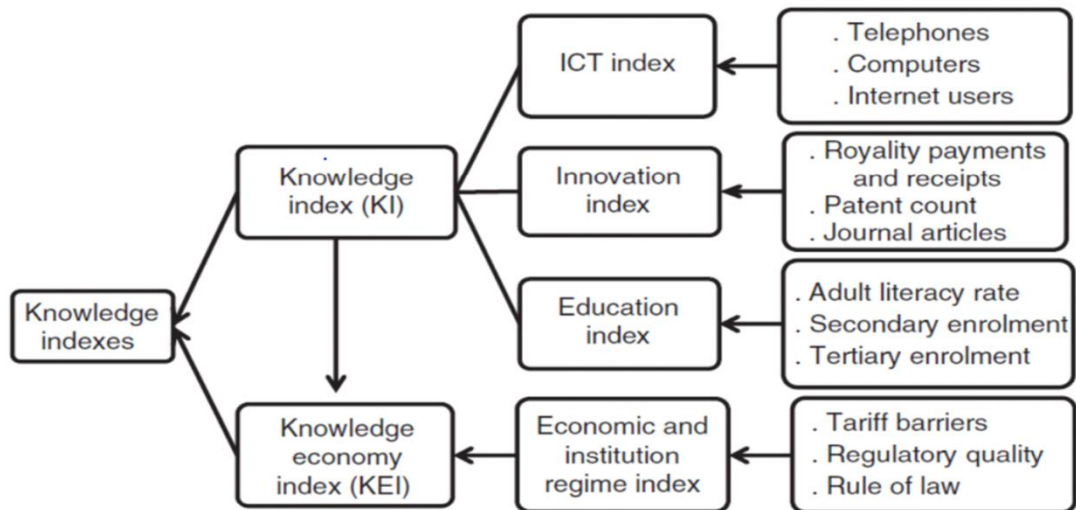 ICT index
. Telephones
. Computers
. Internet users
Knowledge
index (KI)
Innovation
index
. Royality payments
and receipts
. Patent count
. Journal articles
Knowledge
indexes
Education
index
. Adult literacy rate
. Secondary enrolment
. Tertiary enrolment
Knowledge
economy
index (KEI)
Economic and
institution
regime index
. Tariff barriers
. Regulatory quality
. Rule of law